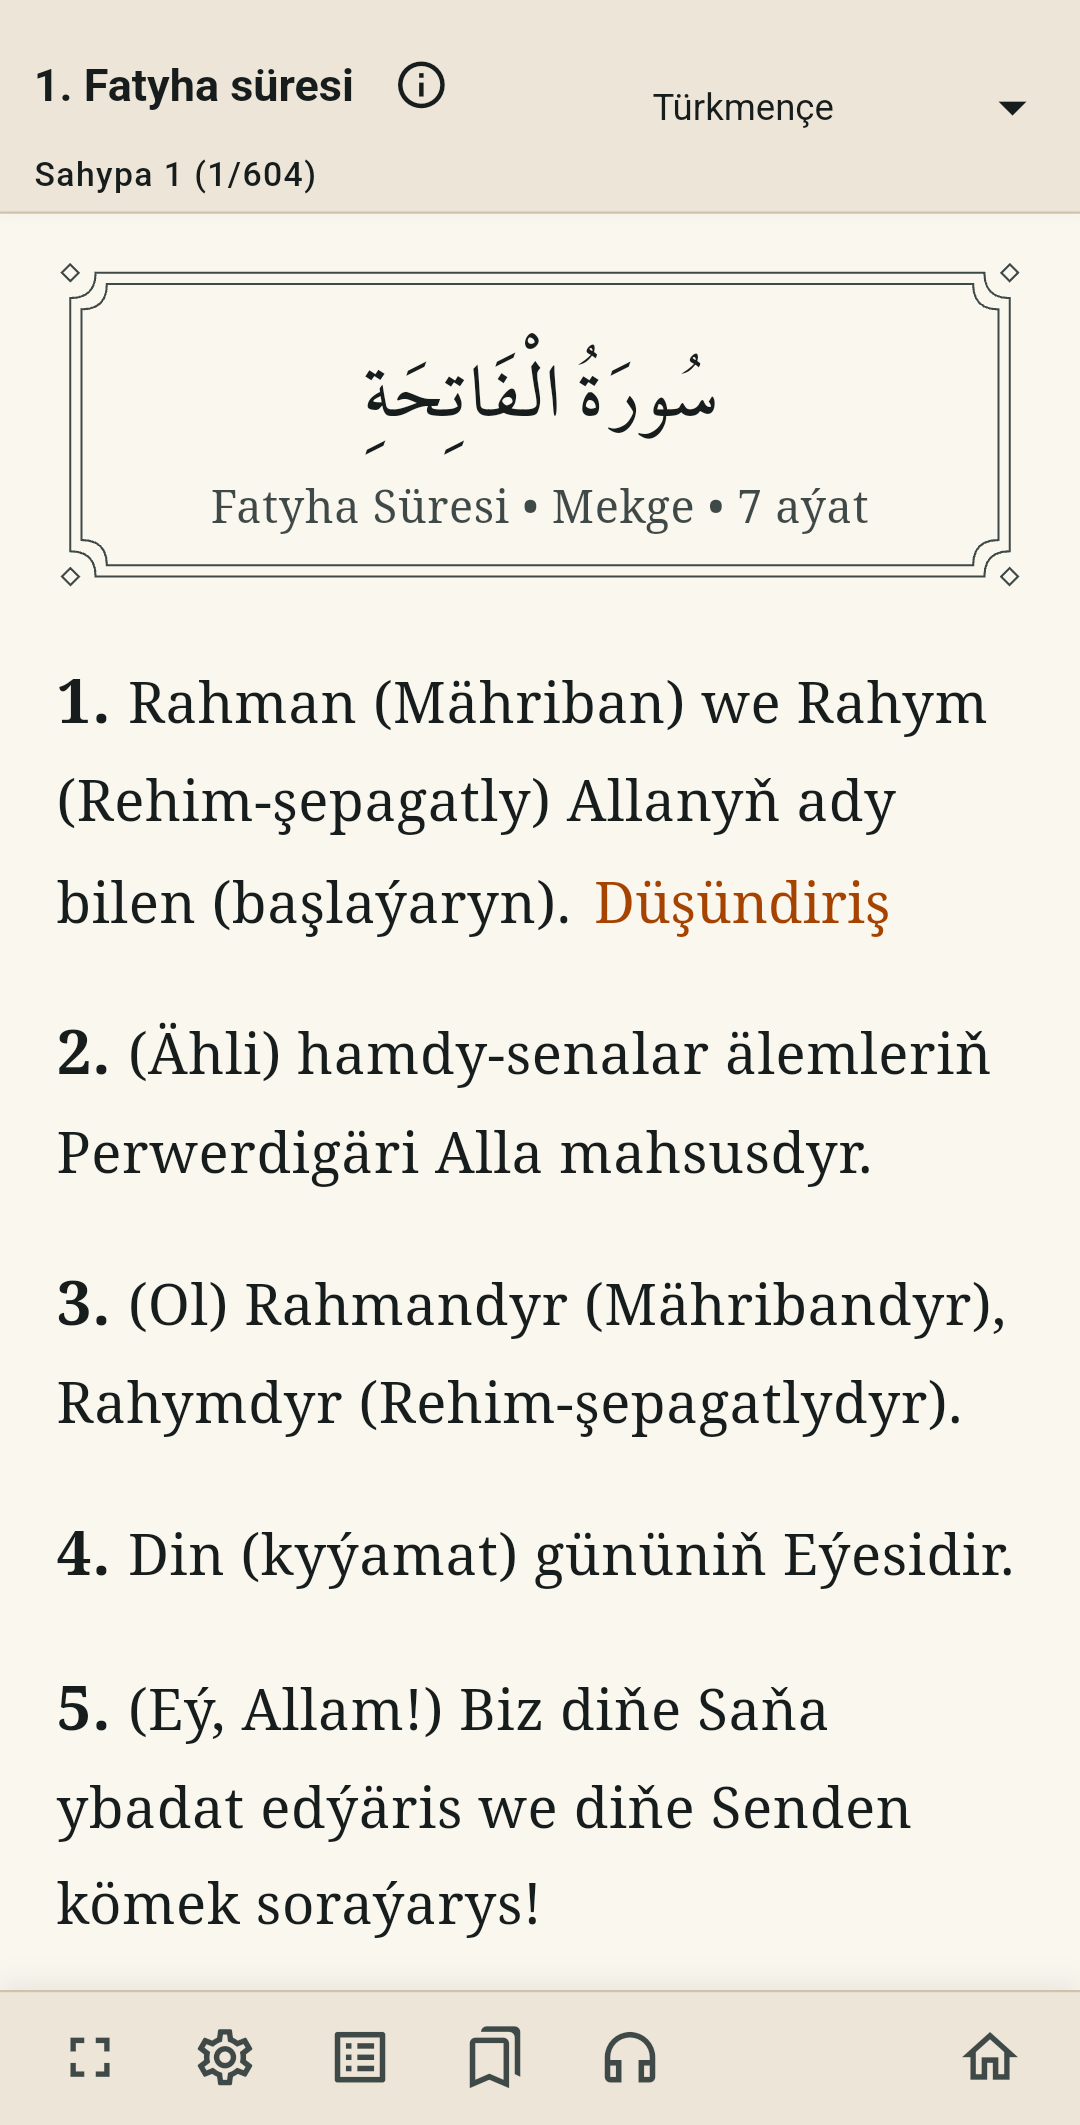 1. Fatyha süresi
Türkmençe
Sahypa 1 (1/604)
سُورَةُ الْفَاتِحَةِ
Fatyha Süresi • Mekge • 7 aýat
1. Rahman (Mähriban) we Rahym
(Rehim-şepagatly) Allanyň ady
bilen (başlaýaryn). Düşündiriş
2. (Ähli) hamdy-senalar älemleriň
Perwerdigäri Alla mahsusdyr.
3. (Ol) Rahmandyr (Mähribandyr),
Rahymdyr (Rehim-şepagatlydyr).
4. Din (kyýamat) gününiň Eýesidir.
5. (Eý, Allam!) Biz diňe Saňa
ybadat edýäris we diňe Senden
kömek soraýarys!